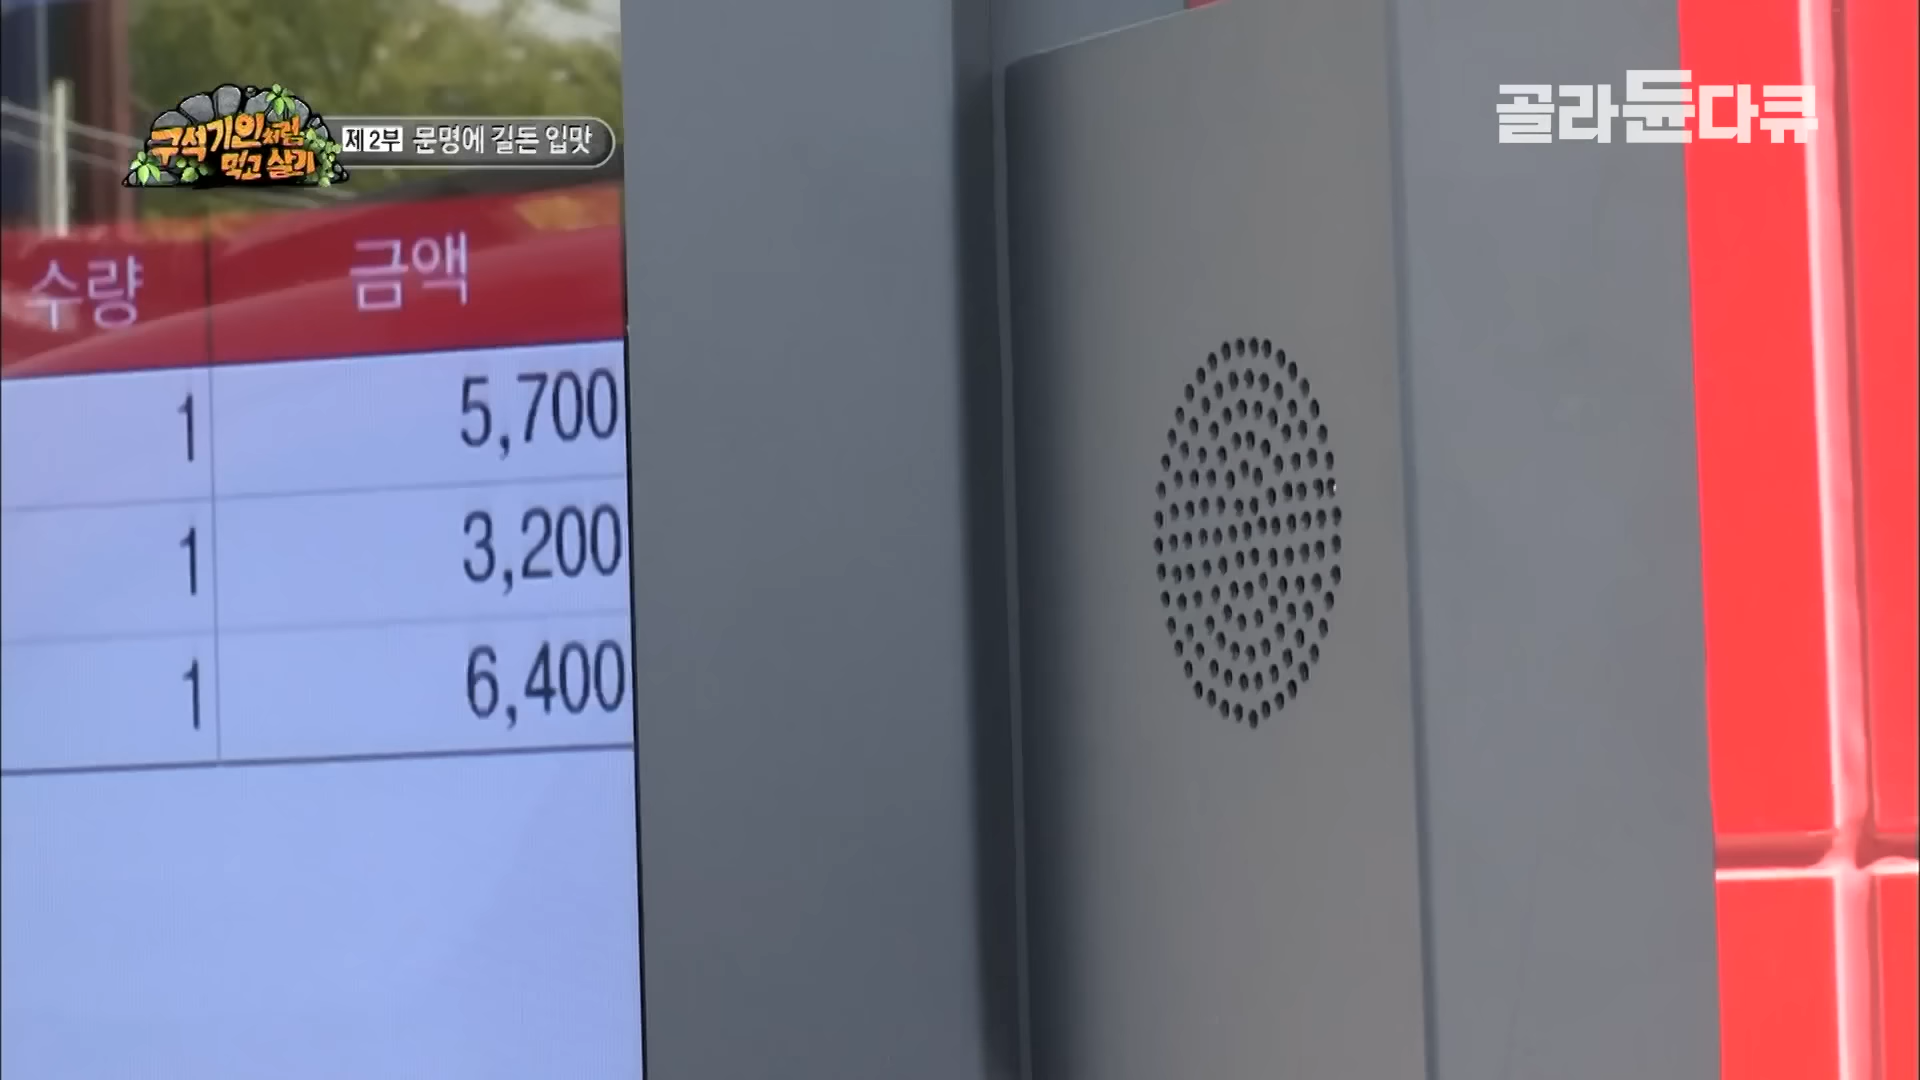 구석기인처럼
먹고 살기
제2부 문명에 길든 입맛
골라듄다큐
수량 금액
1 5,700
1 3,200
1 6,400